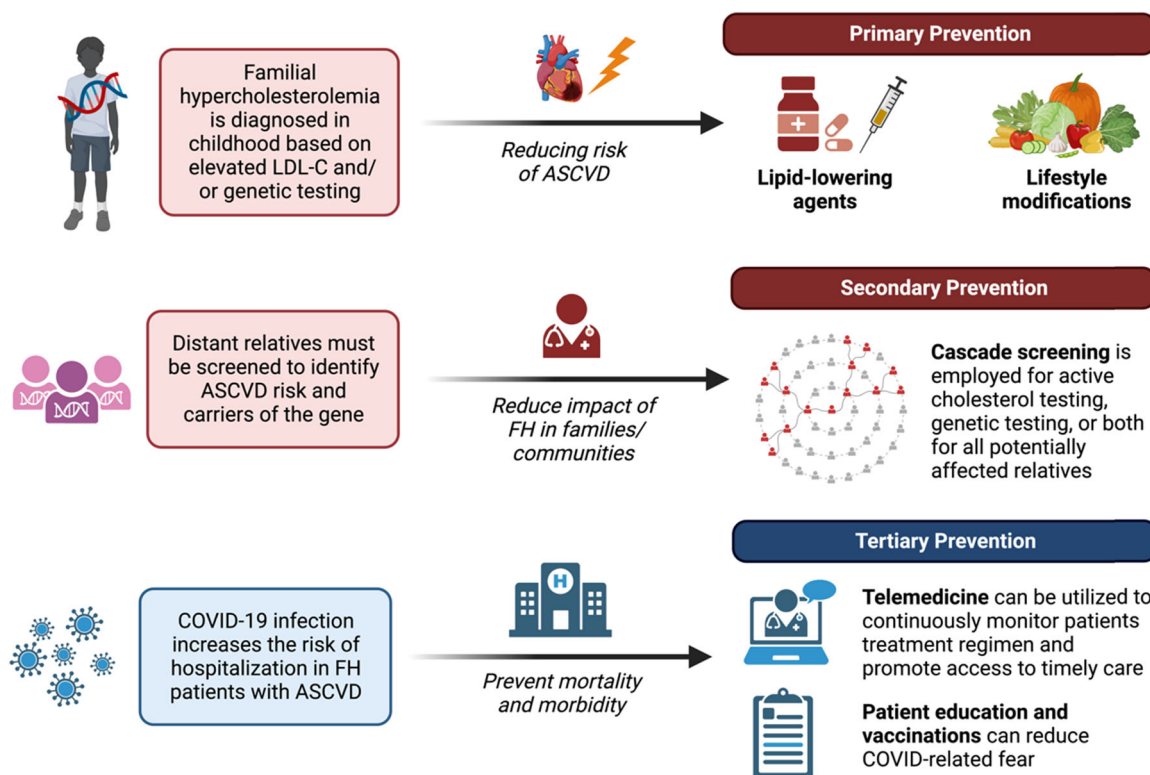 Familial
hypercholesterolemia
is diagnosed in
childhood based on
elevated LDL-C and/
or genetic testing
Reducing risk
of ASCVD
Primary Prevention
Lipid-lowering
agents
Lifestyle
modifications
Distant relatives must
be screened to identify
ASCVD risk and
carriers of the gene
Reduce impact of
FH in families/
communities
Secondary Prevention
Cascade screening is
employed for active
cholesterol testing,
genetic testing, or both
for all potentially
affected relatives
COVID-19 infection
increases the risk of
hospitalization in FH
patients with ASCVD
H
Prevent mortality
and morbidity
Tertiary Prevention
Telemedicine can be utilized to
continuously monitor patients
treatment regimen and
promote access to timely care
Patient education and
vaccinations can reduce
COVID-related fear